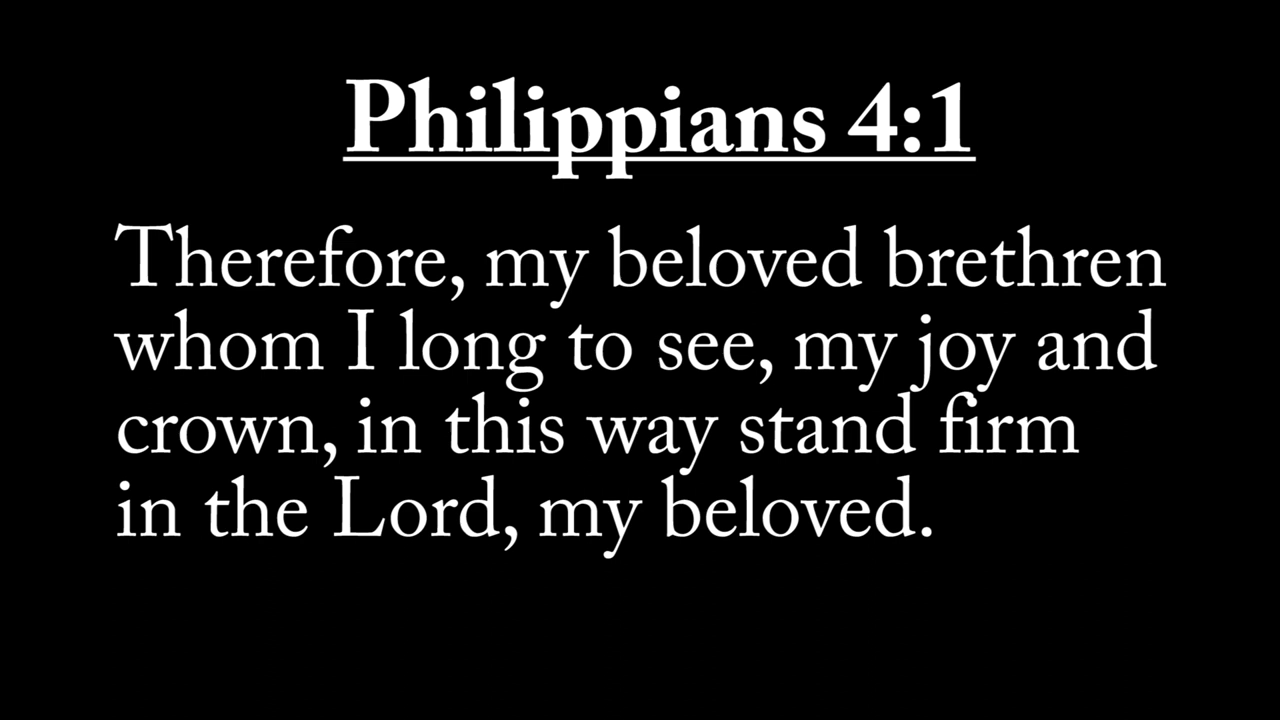 Philippians 4:1
Therefore, my beloved brethren
whom I long to see, my joy and
crown, in this way stand firm
in the Lord, my beloved.